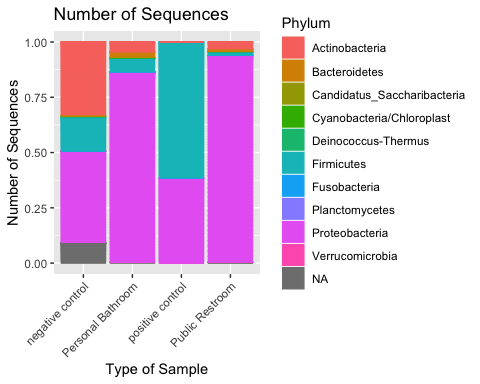 Number of Sequences
Number of Sequences
1.00
0.75
0.50
0.25
0.00
negative control
Personal Bathroom
positive control
Public Restroom
Type of Sample
Phylum
Actinobacteria
Bacteroidetes
Candidatus_Saccharibacteria
Cyanobacteria/Chloroplast
Deinococcus-Thermus
Firmicutes
Fusobacteria
Planctomycetes
Proteobacteria
Verrucomicrobia
NA